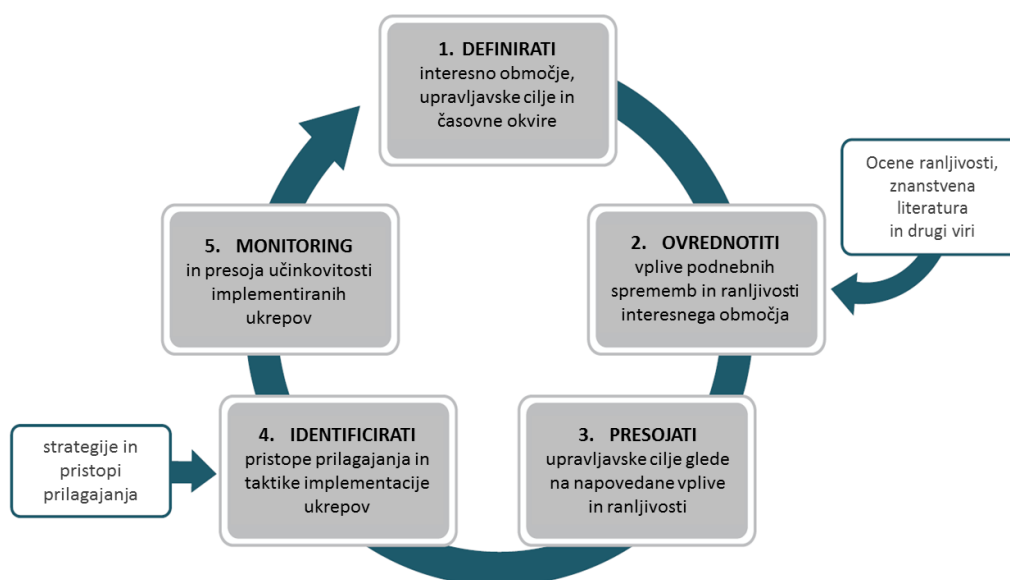 1. DEFINIRATI
interesno območje,
upravljavske cilje in
časovne okvire
Ocene ranljivosti,
znanstvena
literatura
in drugi viri
2. OVREDNOTITI
vplive podnebnih
sprememb in ranljivosti
interesnega območja
3. PRESOJATI
upravljavske cilje glede
na napovedane vplive
in ranljivosti
4. IDENTIFICIRATI
pristope prilagajanja in
taktike implementacije
ukrepov
strategije in
pristopi
prilagajanja
5. MONITORING
in presoja učinkovitosti
implementiranih
ukrepov